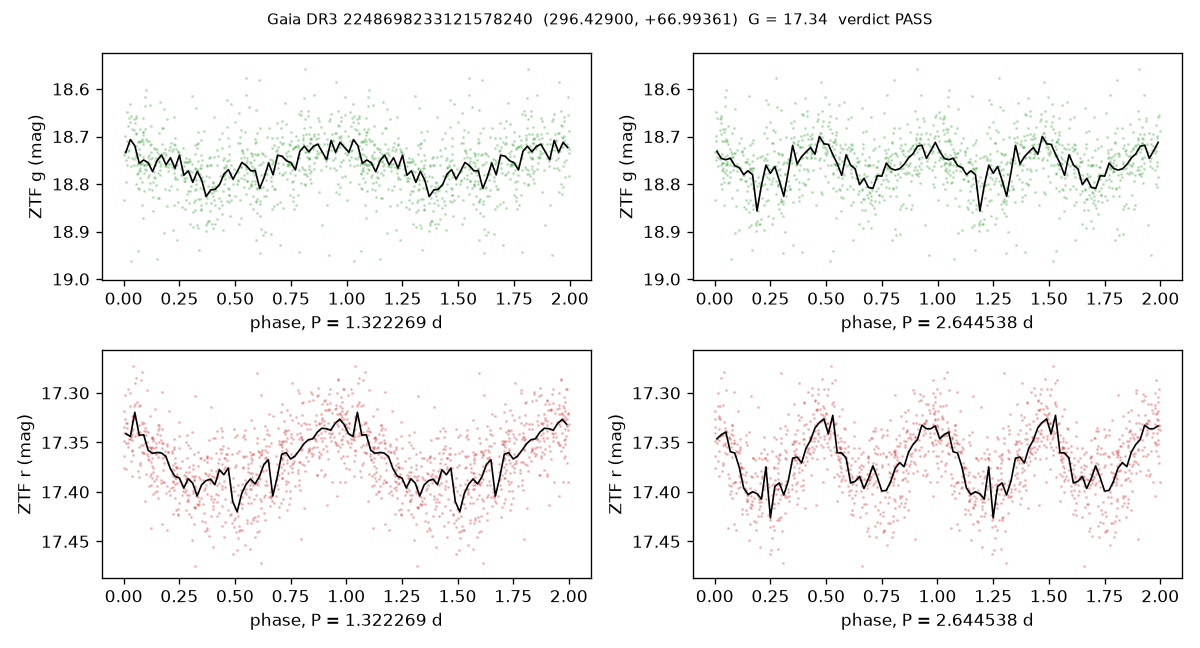 Gaia DR3 2248698233121578240  (296.42900, +66.99361)  G = 17.34  verdict PASS
ZTF g (mag)
18.6
18.7
18.8
18.9
19.0
0.00 0.25 0.50 0.75 1.00 1.25 1.50 1.75 2.00
phase, P = 1.322269 d
ZTF g (mag)
18.6
18.7
18.8
18.9
19.0
0.00 0.25 0.50 0.75 1.00 1.25 1.50 1.75 2.00
phase, P = 2.644538 d
ZTF r (mag)
17.30
17.35
17.40
17.45
0.00 0.25 0.50 0.75 1.00 1.25 1.50 1.75 2.00
phase, P = 1.322269 d
ZTF r (mag)
17.30
17.35
17.40
17.45
0.00 0.25 0.50 0.75 1.00 1.25 1.50 1.75 2.00
phase, P = 2.644538 d